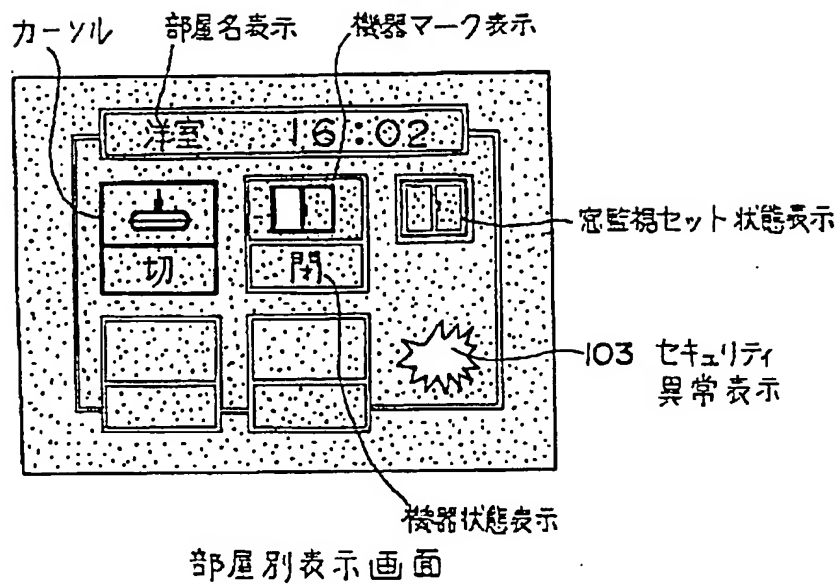 カーソル 部屋名表示 機器マーク表示
洋室 16:02
窓監視セット状態表示
切 閉
103 セキュリティ
異常表示
機器状態表示
部屋別表示画面